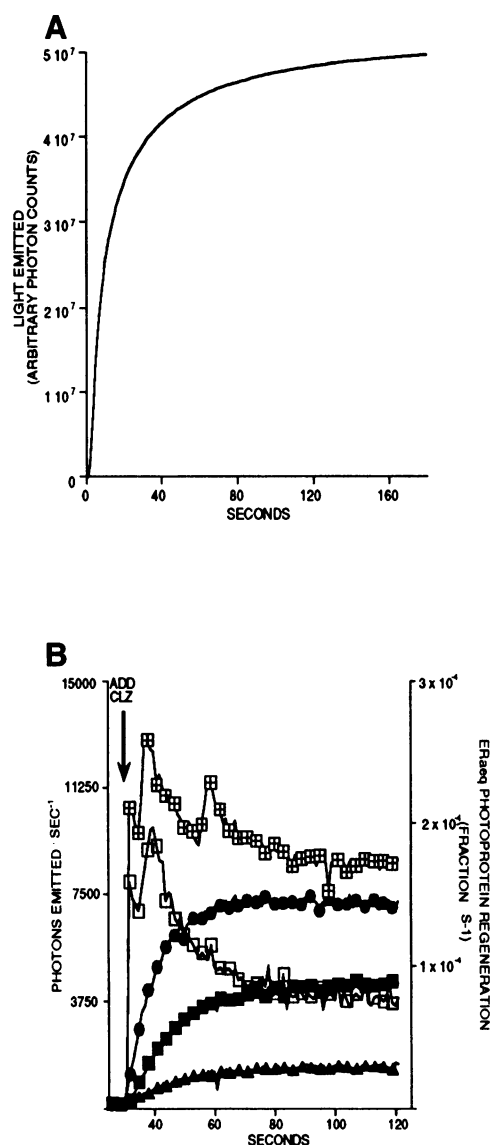 A
5 10⁷
4 10⁷
3 10⁷
2 10⁷
1 10⁷
0
LIGHT EMITTED
(ARBITRARY PHOTON COUNTS)
0 40 80 120 160
SECONDS
B
ADD
CLZ
15000
11250
7500
3750
PHOTONS EMITTED · SEC⁻¹
3 x 10⁻⁴
2 x 10⁻⁴
1 x 10⁻⁴
ERaeq PHOTOPROTEIN REGENERATION
(FRACTION S-1)
40 60 80 100 120
SECONDS